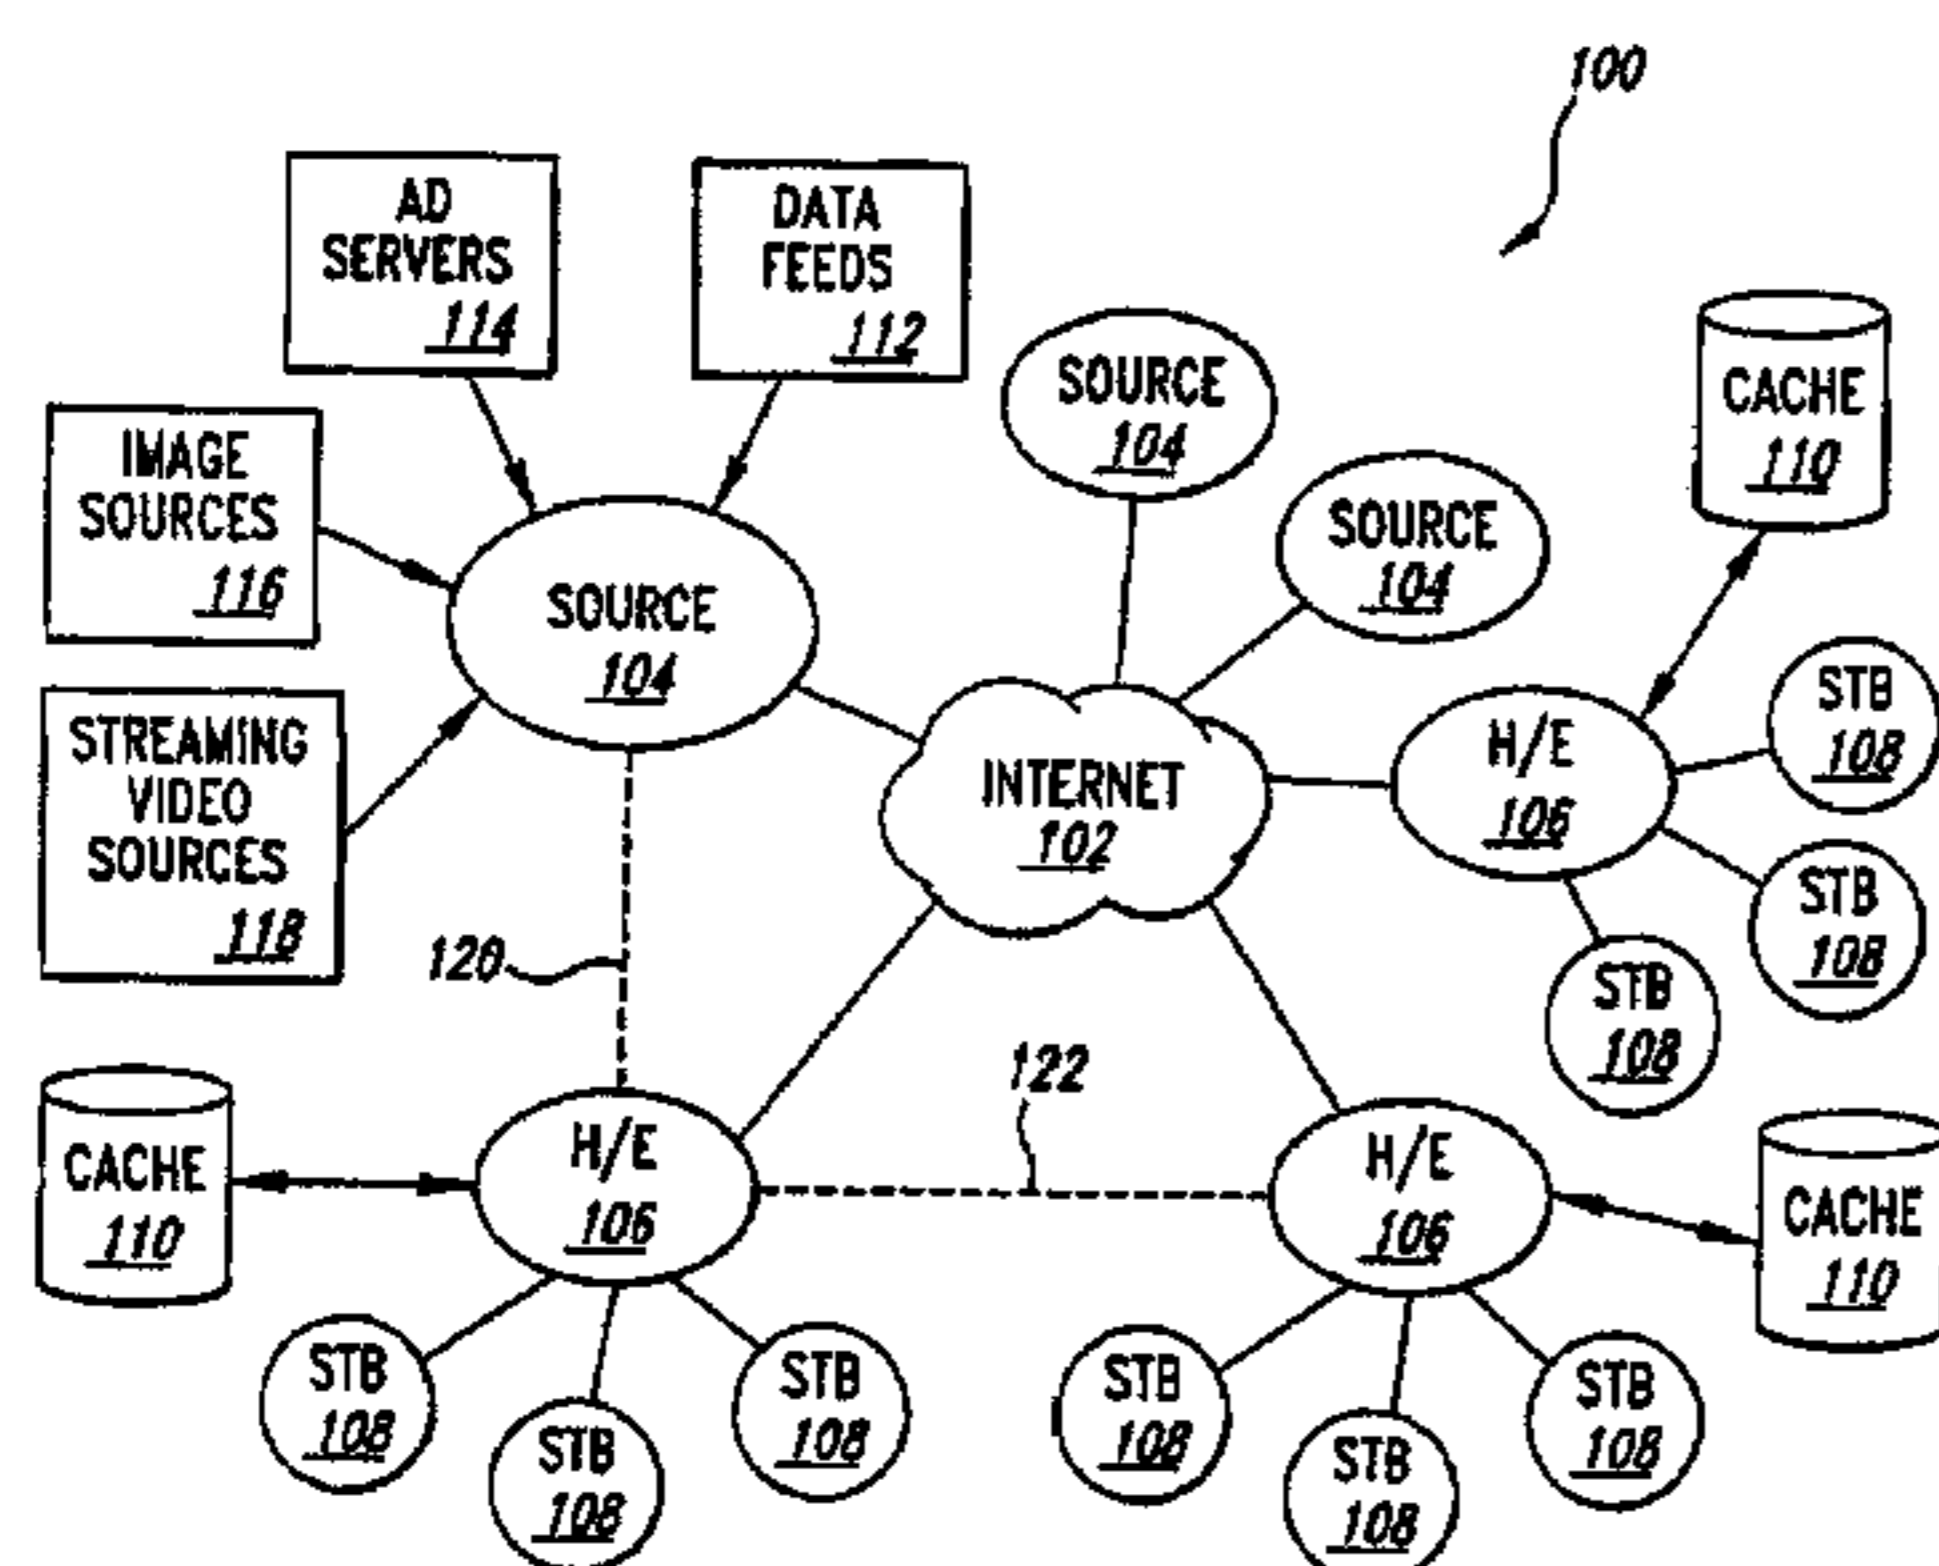 100
AD
SERVERS
114
DATA
FEEDS
112
SOURCE
104
CACHE
110
IMAGE
SOURCES
116
SOURCE
104
SOURCE
104
STREAMING
VIDEO
SOURCES
118
INTERNET
102
H/E
106
STB
108
STB
108
STB
108
120
122
CACHE
110
H/E
106
H/E
106
CACHE
110
STB
108
STB
108
STB
108
STB
108
STB
108
STB
108